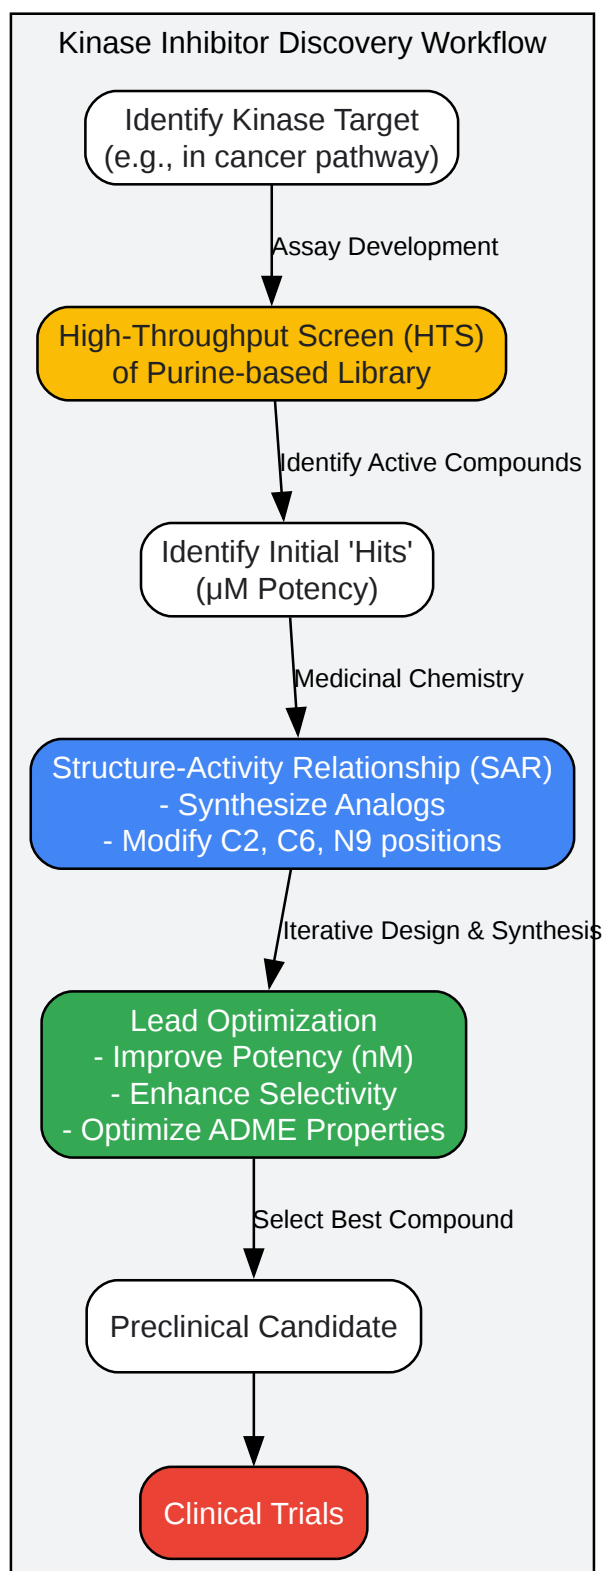 Kinase Inhibitor Discovery Workflow
Identify Kinase Target
(e.g., in cancer pathway)
Assay Development
High-Throughput Screen (HTS)
of Purine-based Library
Identify Active Compounds
Identify Initial 'Hits'
(μM Potency)
Medicinal Chemistry
Structure-Activity Relationship (SAR)
- Synthesize Analogs
- Modify C2, C6, N9 positions
Iterative Design & Synthesis
Lead Optimization
- Improve Potency (nM)
- Enhance Selectivity
- Optimize ADME Properties
Select Best Compound
Preclinical Candidate
Clinical Trials